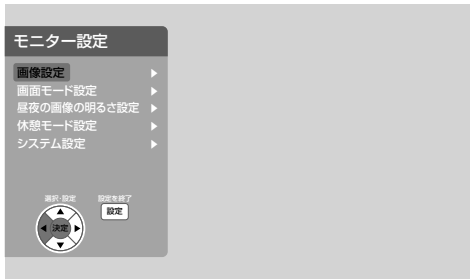 モニター設定
画像設定
画面モード設定
昼夜の画像の明るさ設定
休憩モード設定
システム設定
選択･設定
設定を終了
設定
決定